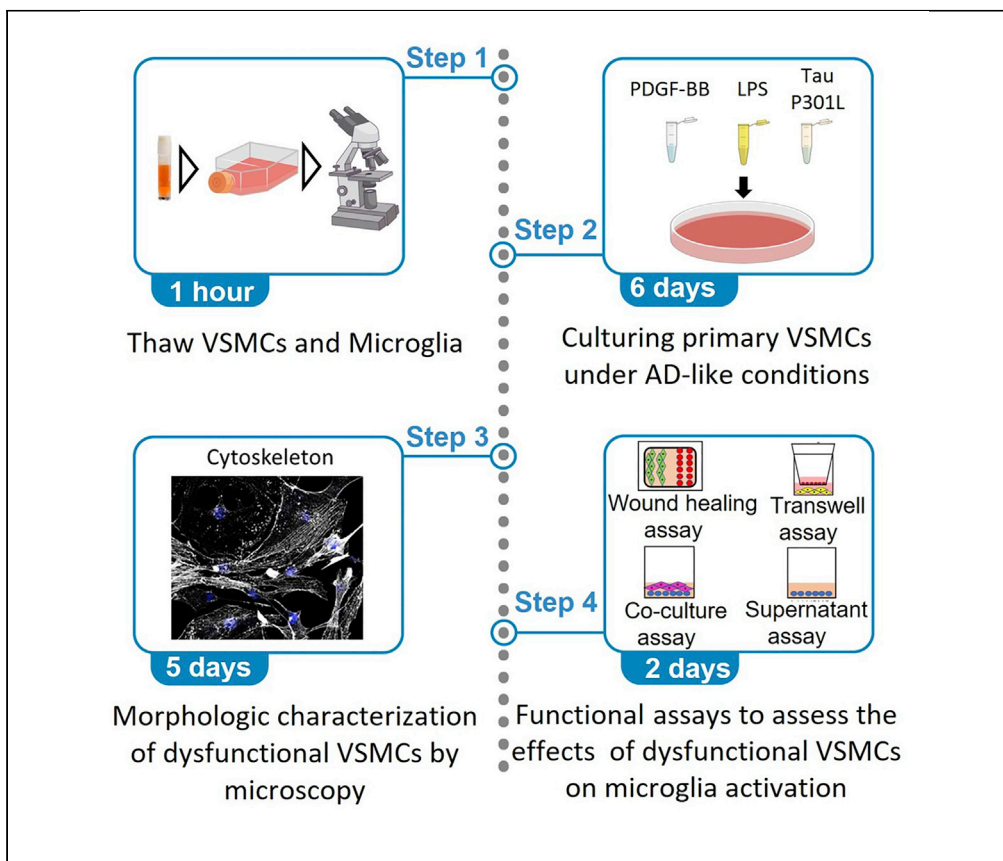 Step 1
1 hour
Thaw VSMCs and Microglia
PDGF-BB LPS Tau
P301L
Step 2
6 days
Culturing primary VSMCs
under AD-like conditions
Step 3
Cytoskeleton
5 days
Morphologic characterization
of dysfunctional VSMCs by
microscopy
Wound healing
assay
Transwell
assay
Step 4
Co-culture
assay
Supernatant
assay
2 days
Functional assays to assess the
effects of dysfunctional VSMCs
on microglia activation